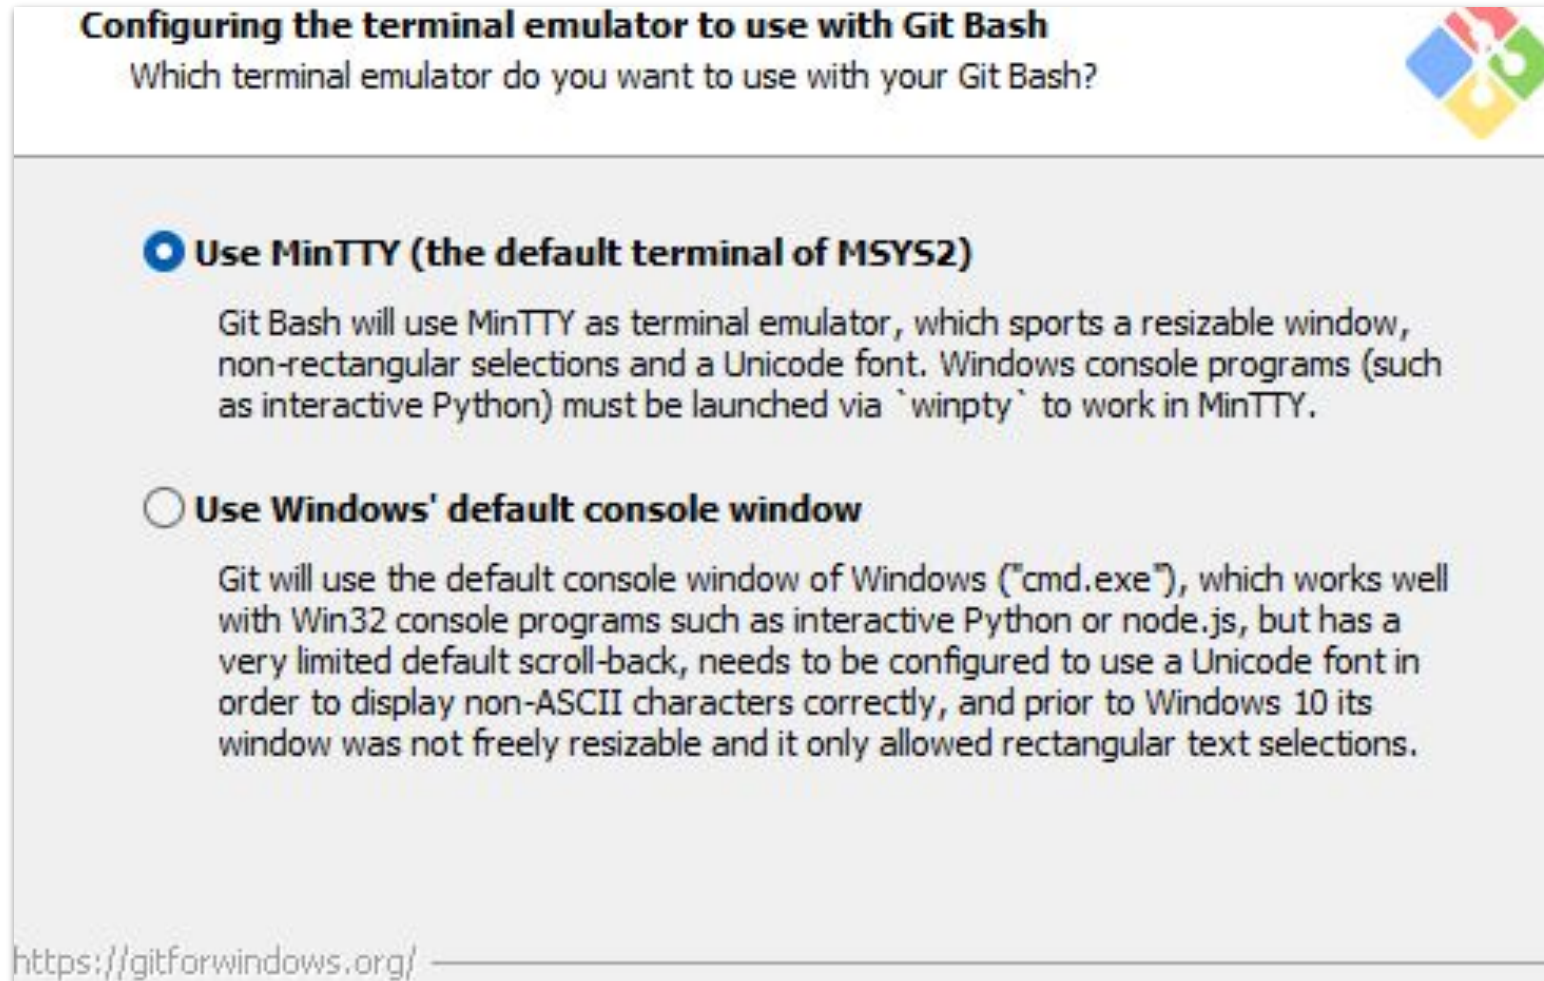 Configuring the terminal emulator to use with Git Bash
Which terminal emulator do you want to use with your Git Bash?
Use MinTTY (the default terminal of MSYS2)
Git Bash will use MinTTY as terminal emulator, which sports a resizable window,
non-rectangular selections and a Unicode font. Windows console programs (such
as interactive Python) must be launched via `winpty` to work in MinTTY.
Use Windows' default console window
Git will use the default console window of Windows ("cmd.exe"), which works well
with Win32 console programs such as interactive Python or node.js, but has a
very limited default scroll-back, needs to be configured to use a Unicode font in
order to display non-ASCII characters correctly, and prior to Windows 10 its
window was not freely resizable and it only allowed rectangular text selections.
https://gitforwindows.org/